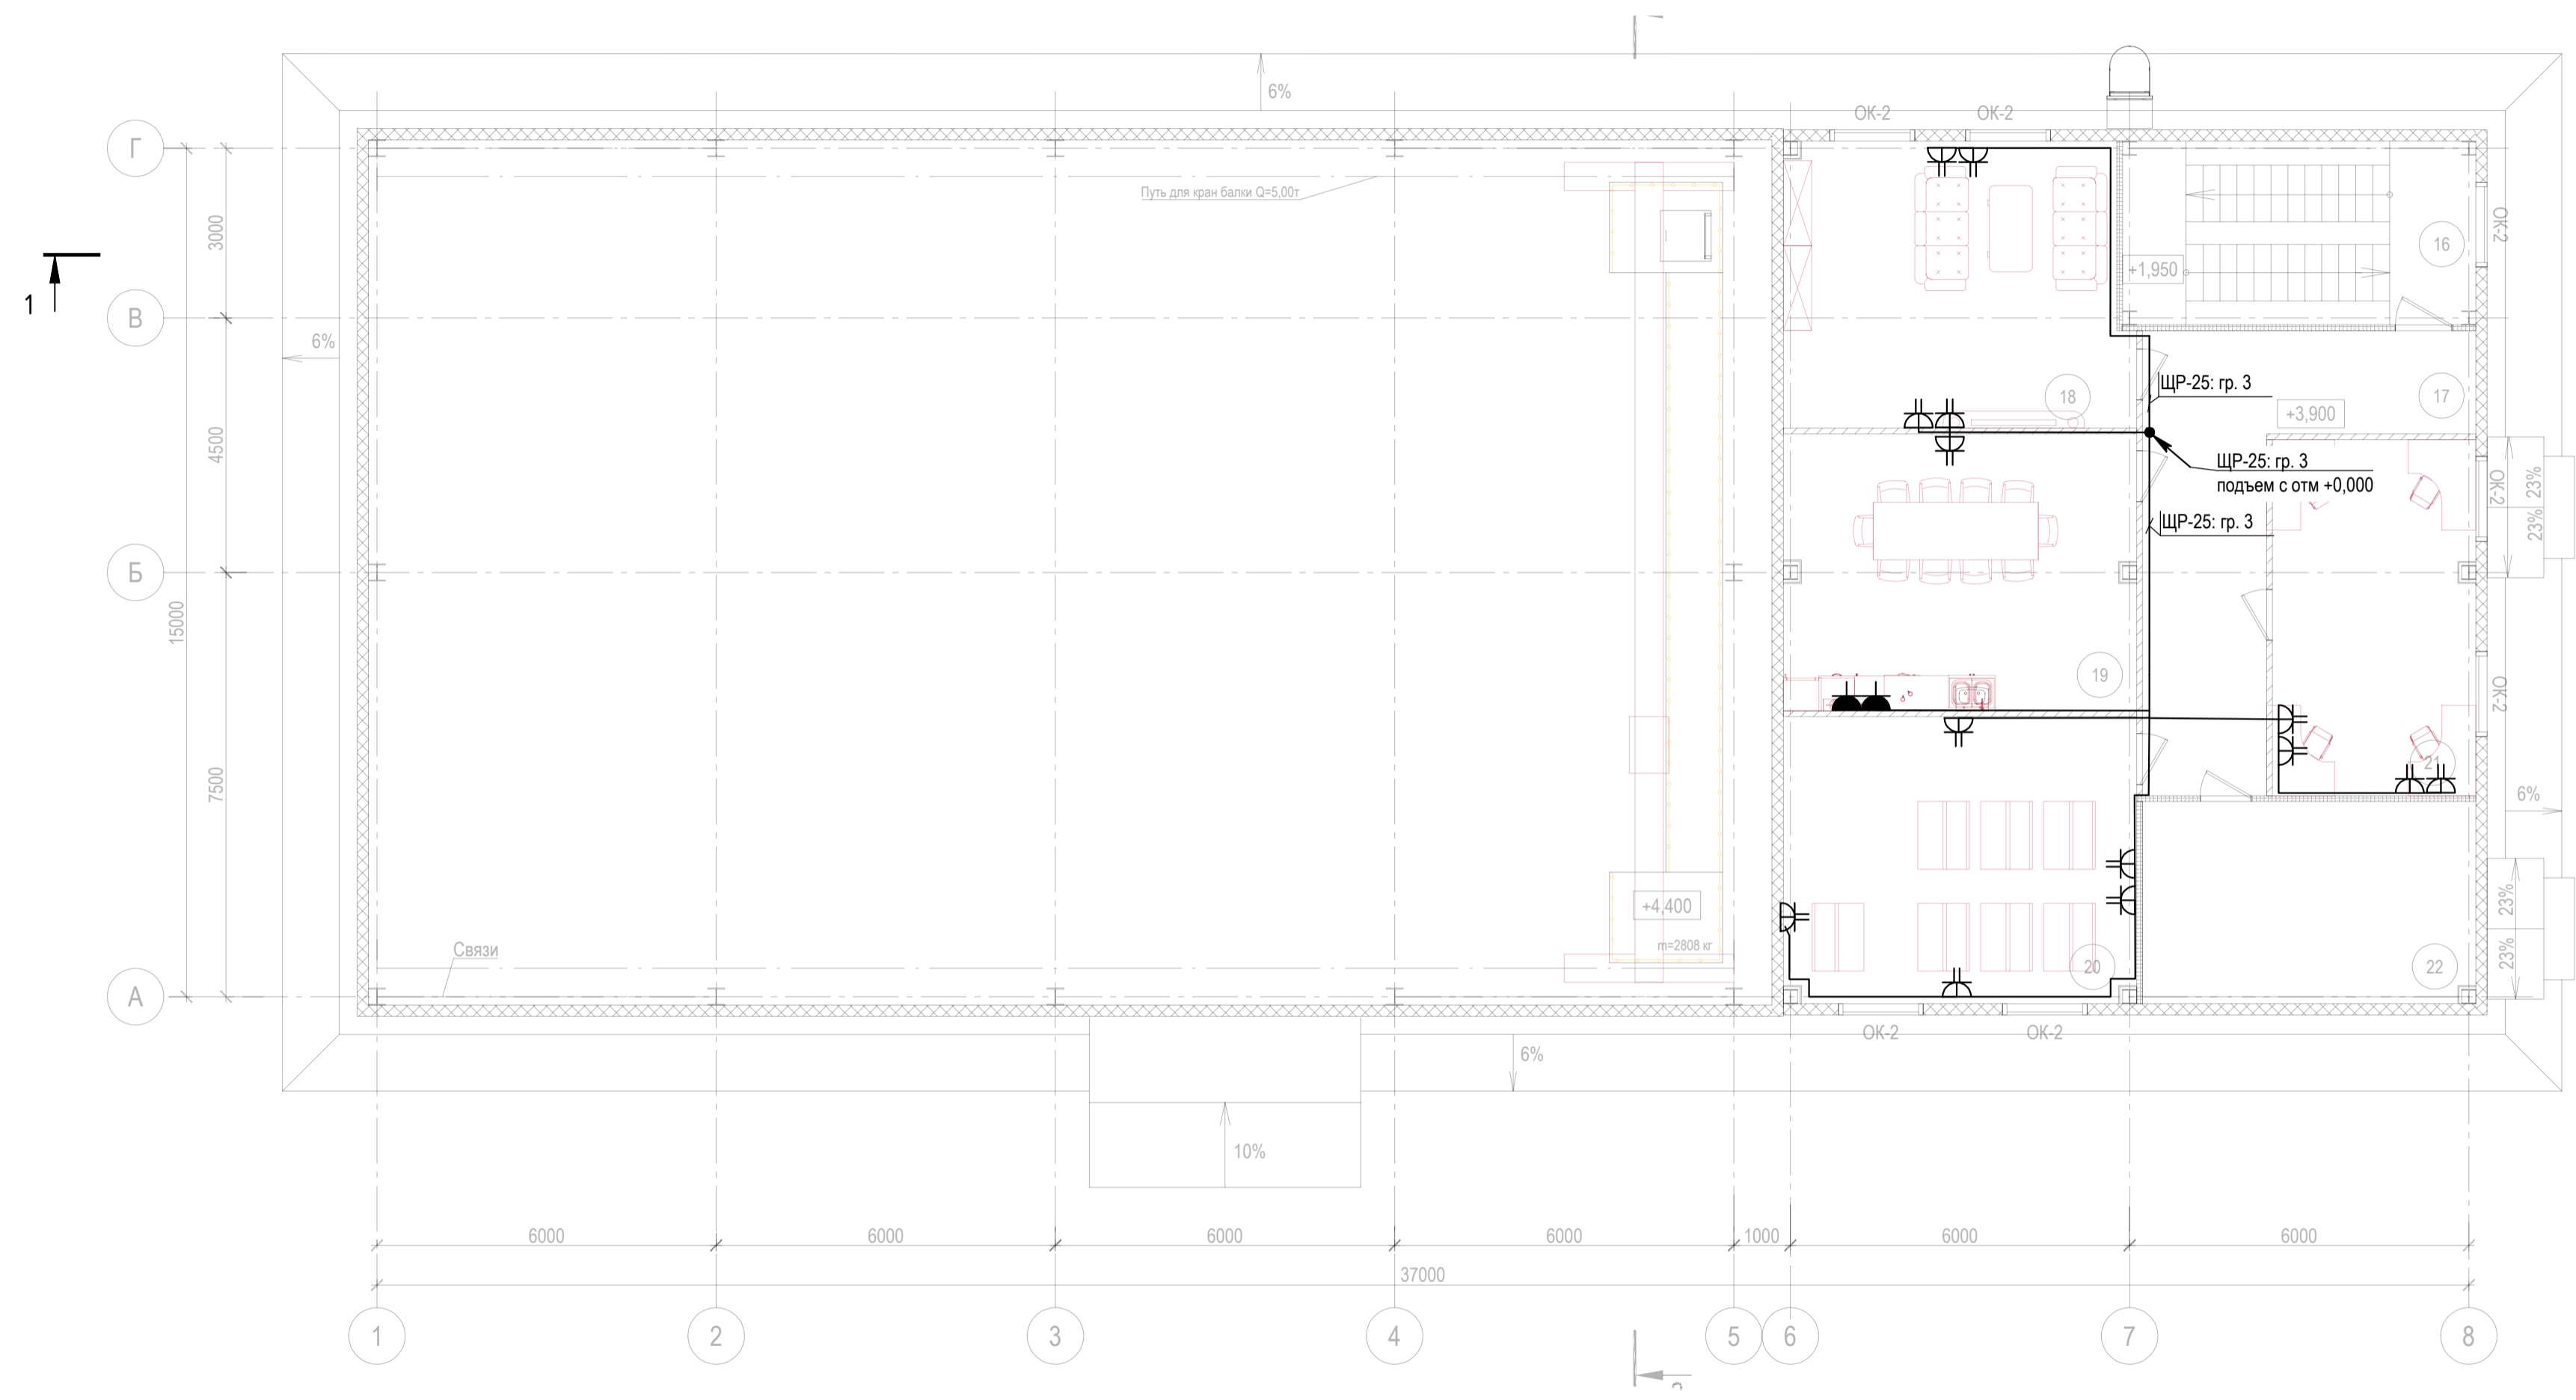 6%
ОК-2
ОК-2
Г
Путь для кран балки Q=5,00т
3000
ОК-2
16
+1,950
1
В
6%
ЩР-25: гр. 3
18
17
+3,900
4500
ЩР-25: гр. 3
подъем с отм +0,000
ОК-2
23%
23%
ЩР-25: гр. 3
Б
15000
19
ОК-2
7500
21
6%
+4,400
23%
23%
m=2808 кг
Связи
20
22
А
ОК-2
ОК-2
6%
10%
6000
6000
6000
6000
1000
6000
6000
37000
1
2
3
4
5
6
7
8